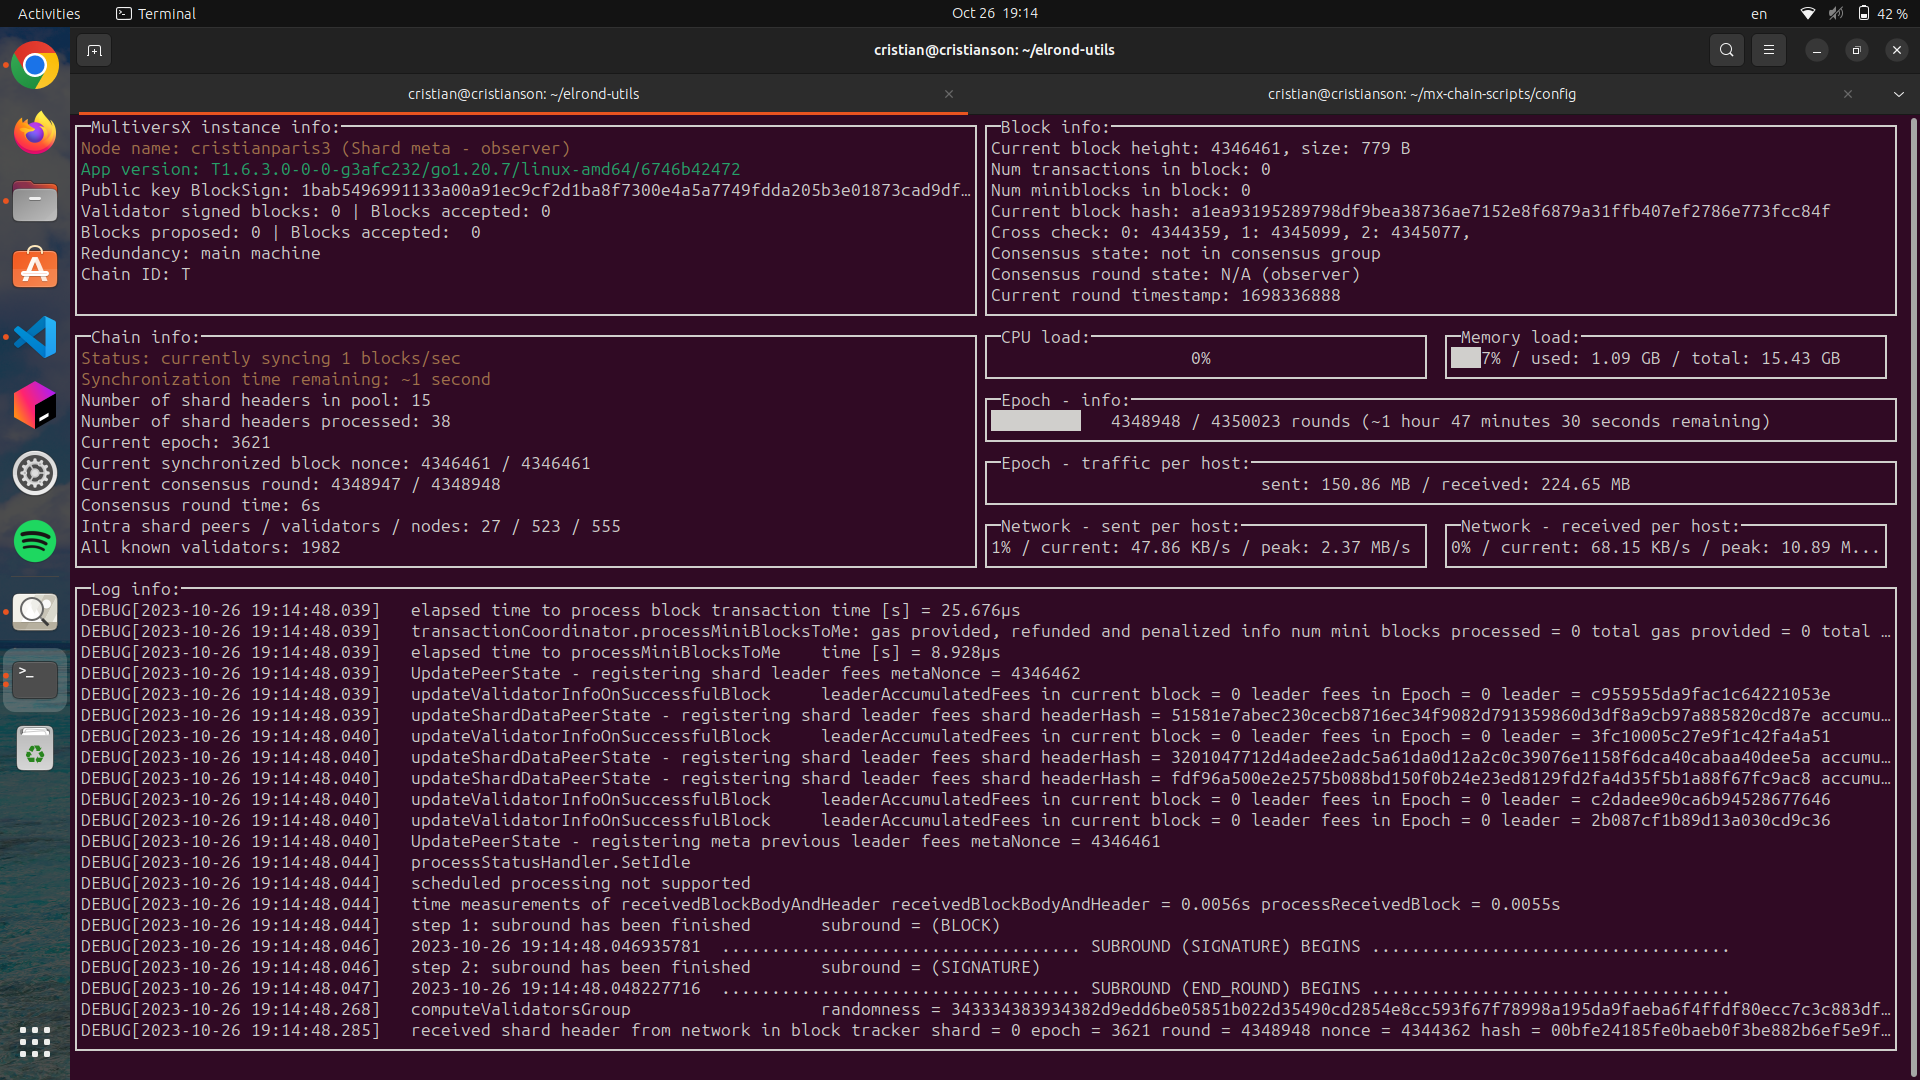 Activities
Terminal
Oct 26 19:14
en
42 %
cristian@cristianson: ~/elrond-utils
cristian@cristianson: ~/elrond-utils
cristian@cristianson: ~/mx-chain-scripts/config
MultiversX instance info:
Node name: cristianparis3 (Shard meta - observer)
App version: T1.6.3.0-0-0-g3afc232/go1.20.7/linux-amd64/6746b42472
Public key BlockSign: 1bab5496991133a00a91ec9cf2d1ba8f7300e4a5a7749fdda205b3e01873cad9df…
Validator signed blocks: 0 | Blocks accepted: 0
Blocks proposed: 0 | Blocks accepted:  0
Redundancy: main machine
Chain ID: T
Block info:
Current block height: 4346461, size: 779 B
Num transactions in block: 0
Num miniblocks in block: 0
Current block hash: a1ea93195289798df9bea38736ae7152e8f6879a31ffb407ef2786e773fcc84f
Cross check: 0: 4344359, 1: 4345099, 2: 4345077,
Consensus state: not in consensus group
Consensus round state: N/A (observer)
Current round timestamp: 1698336888
Chain info:
Status: currently syncing 1 blocks/sec
Synchronization time remaining: ~1 second
Number of shard headers in pool: 15
Number of shard headers processed: 38
Current epoch: 3621
Current synchronized block nonce: 4346461 / 4346461
Current consensus round: 4348947 / 4348948
Consensus round time: 6s
Intra shard peers / validators / nodes: 27 / 523 / 555
All known validators: 1982
CPU load:
0%
Memory load:
7% / used: 1.09 GB / total: 15.43 GB
Epoch - info:
4348948 / 4350023 rounds (~1 hour 47 minutes 30 seconds remaining)
Epoch - traffic per host:
sent: 150.86 MB / received: 224.65 MB
Network - sent per host:
1% / current: 47.86 KB/s / peak: 2.37 MB/s
Network - received per host:
0% / current: 68.15 KB/s / peak: 10.89 M...
Log info:
DEBUG[2023-10-26 19:14:48.039]   elapsed time to process block transaction time [s] = 25.676µs
DEBUG[2023-10-26 19:14:48.039]   transactionCoordinator.processMiniBlocksToMe: gas provided, refunded and penalized info num mini blocks processed = 0 total gas provided = 0 total …
DEBUG[2023-10-26 19:14:48.039]   elapsed time to processMiniBlocksToMe    time [s] = 8.928µs
DEBUG[2023-10-26 19:14:48.039]   UpdatePeerState - registering shard leader fees metaNonce = 4346462
DEBUG[2023-10-26 19:14:48.039]   updateValidatorInfoOnSuccessfulBlock     leaderAccumulatedFees in current block = 0 leader fees in Epoch = 0 leader = c955955da9fac1c64221053e
DEBUG[2023-10-26 19:14:48.039]   updateShardDataPeerState - registering shard leader fees shard headerHash = 51581e7abec230cecb8716ec34f9082d791359860d3df8a9cb97a885820cd87e accumu…
DEBUG[2023-10-26 19:14:48.040]   updateValidatorInfoOnSuccessfulBlock     leaderAccumulatedFees in current block = 0 leader fees in Epoch = 0 leader = 3fc10005c27e9f1c42fa4a51
DEBUG[2023-10-26 19:14:48.040]   updateShardDataPeerState - registering shard leader fees shard headerHash = 3201047712d4adee2adc5a61da0d12a2c0c39076e1158f6dca40cabaa40dee5a accumu…
DEBUG[2023-10-26 19:14:48.040]   updateShardDataPeerState - registering shard leader fees shard headerHash = fdf96a500e2e2575b088bd150f0b24e23ed8129fd2fa4d35f5b1a88f67fc9ac8 accumu…
DEBUG[2023-10-26 19:14:48.040]   updateValidatorInfoOnSuccessfulBlock     leaderAccumulatedFees in current block = 0 leader fees in Epoch = 0 leader = c2dadee90ca6b94528677646
DEBUG[2023-10-26 19:14:48.040]   updateValidatorInfoOnSuccessfulBlock     leaderAccumulatedFees in current block = 0 leader fees in Epoch = 0 leader = 2b087cf1b89d13a030cd9c36
DEBUG[2023-10-26 19:14:48.040]   UpdatePeerState - registering meta previous leader fees metaNonce = 4346461
DEBUG[2023-10-26 19:14:48.044]   processStatusHandler.SetIdle
DEBUG[2023-10-26 19:14:48.044]   scheduled processing not supported
DEBUG[2023-10-26 19:14:48.044]   time measurements of receivedBlockBodyAndHeader receivedBlockBodyAndHeader = 0.0056s processReceivedBlock = 0.0055s
DEBUG[2023-10-26 19:14:48.044]   step 1: subround has been finished       subround = (BLOCK)
DEBUG[2023-10-26 19:14:48.046]   2023-10-26 19:14:48.046935781  .................................... SUBROUND (SIGNATURE) BEGINS ....................................
DEBUG[2023-10-26 19:14:48.046]   step 2: subround has been finished       subround = (SIGNATURE)
DEBUG[2023-10-26 19:14:48.047]   2023-10-26 19:14:48.048227716  .................................... SUBROUND (END_ROUND) BEGINS ....................................
DEBUG[2023-10-26 19:14:48.268]   computeValidatorsGroup                   randomness = 343334383934382d9edd6be05851b022d35490cd2854e8cc593f67f78998a195da9faeba6f4ffdf80ecc7c3c883df…
DEBUG[2023-10-26 19:14:48.285]   received shard header from network in block tracker shard = 0 epoch = 3621 round = 4348948 nonce = 4344362 hash = 00bfe24185fe0baeb0f3be882b6ef5e9f…